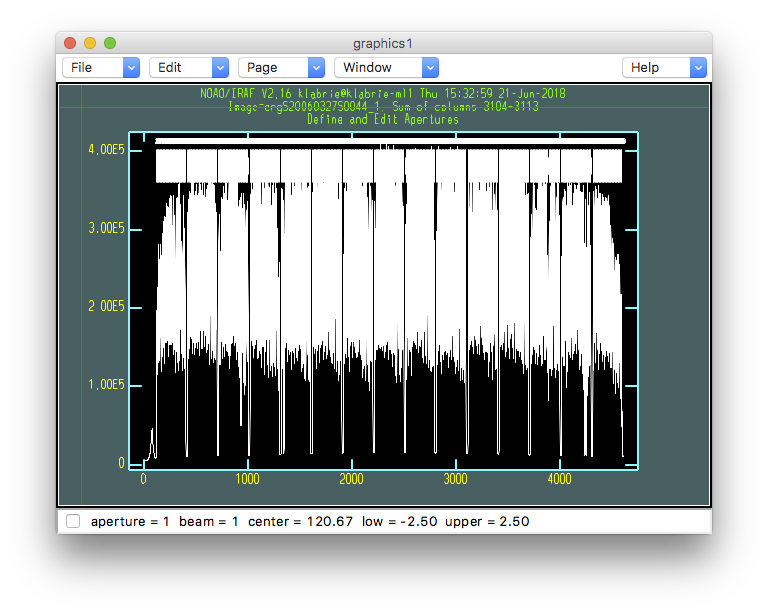 graphics1
File Edit Page Window Help
NOAO/IRAF V2.16 klabrie@klabrie-ml1 Thu 15:32:59 21-Jun-2018
Image=ergS20060327S0044_1, Sum of columns 3104-3113
Define and Edit Apertures
4.00E5
3.00E5
2.00E5
1.00E5
0
0 1000 2000 3000 4000
aperture = 1 beam = 1 center = 120.67 low = -2.50 upper = 2.50